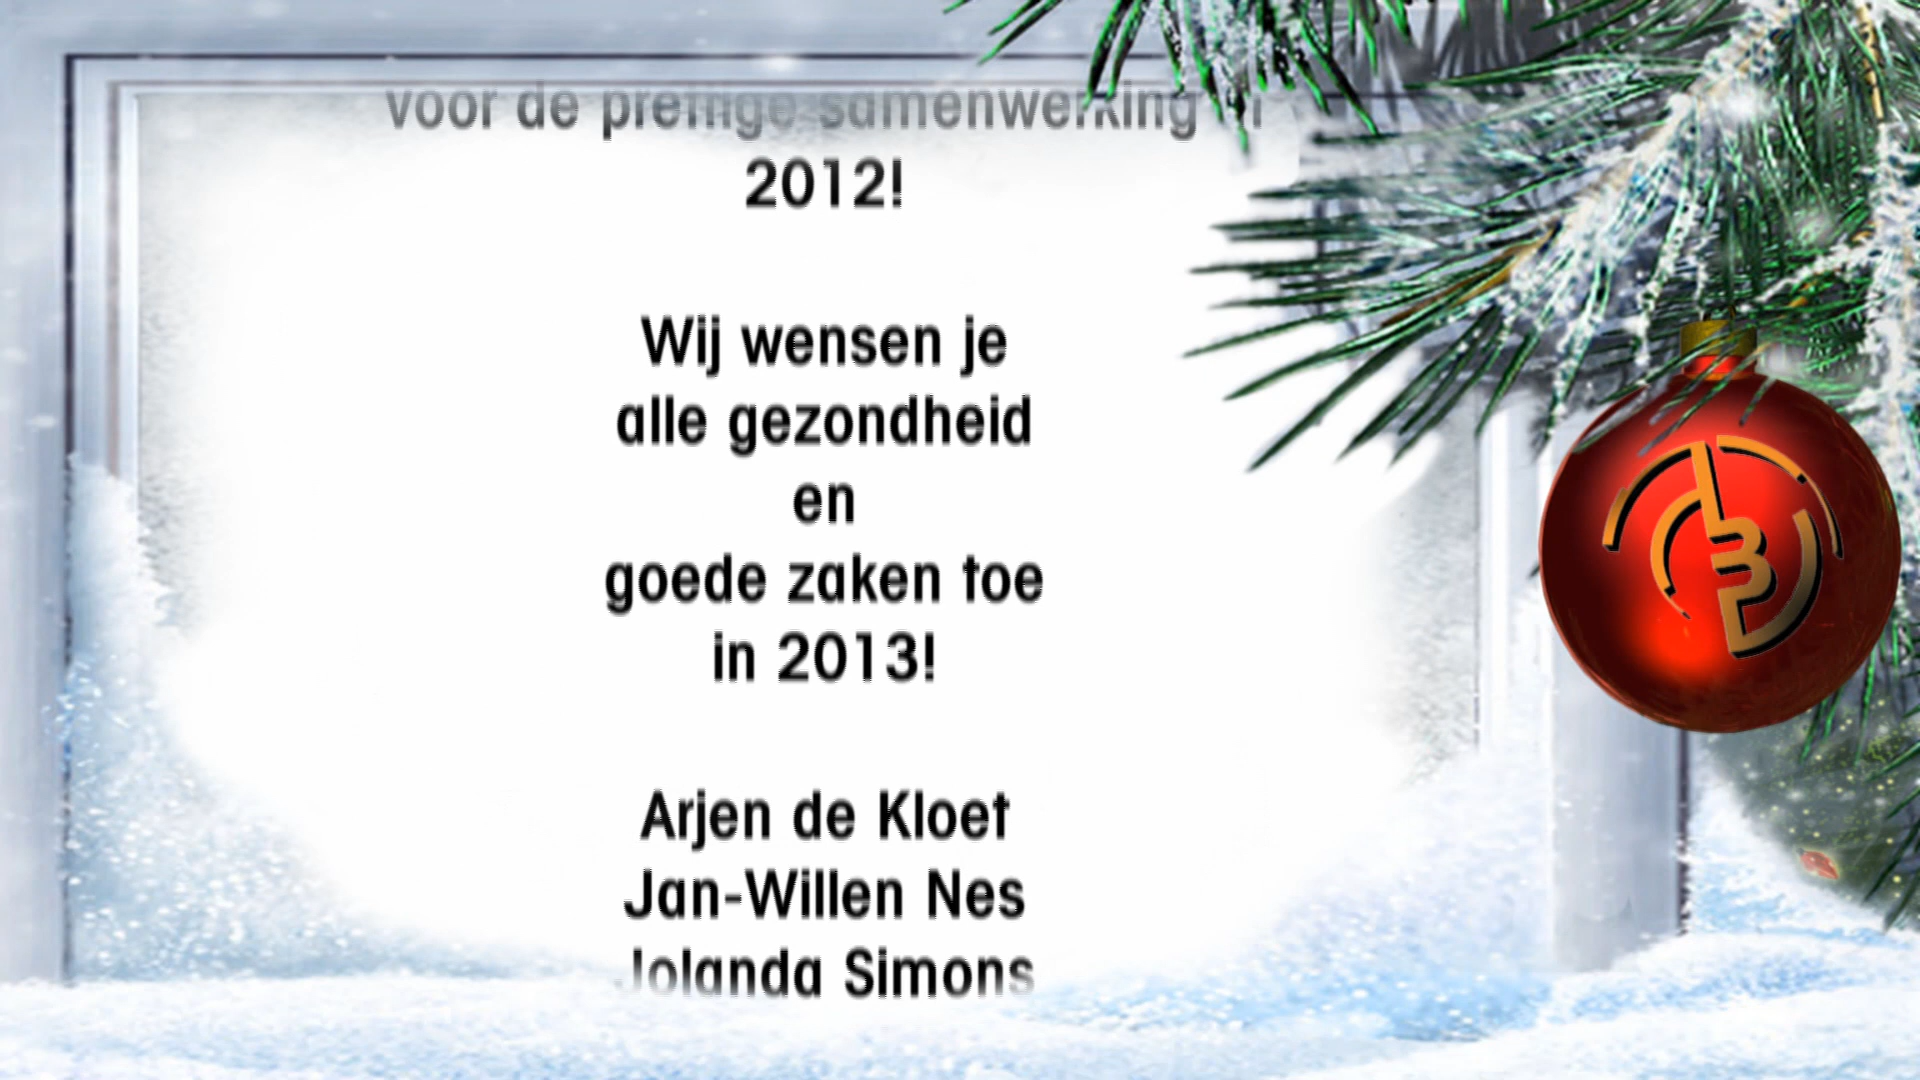 voor de prettige samenwerking
2012!
Wij wensen je
alle gezondheid
en
goede zaken toe
in 2013!
Arjen de Kloet
Jan-Willen Nes
Jolanda Simons